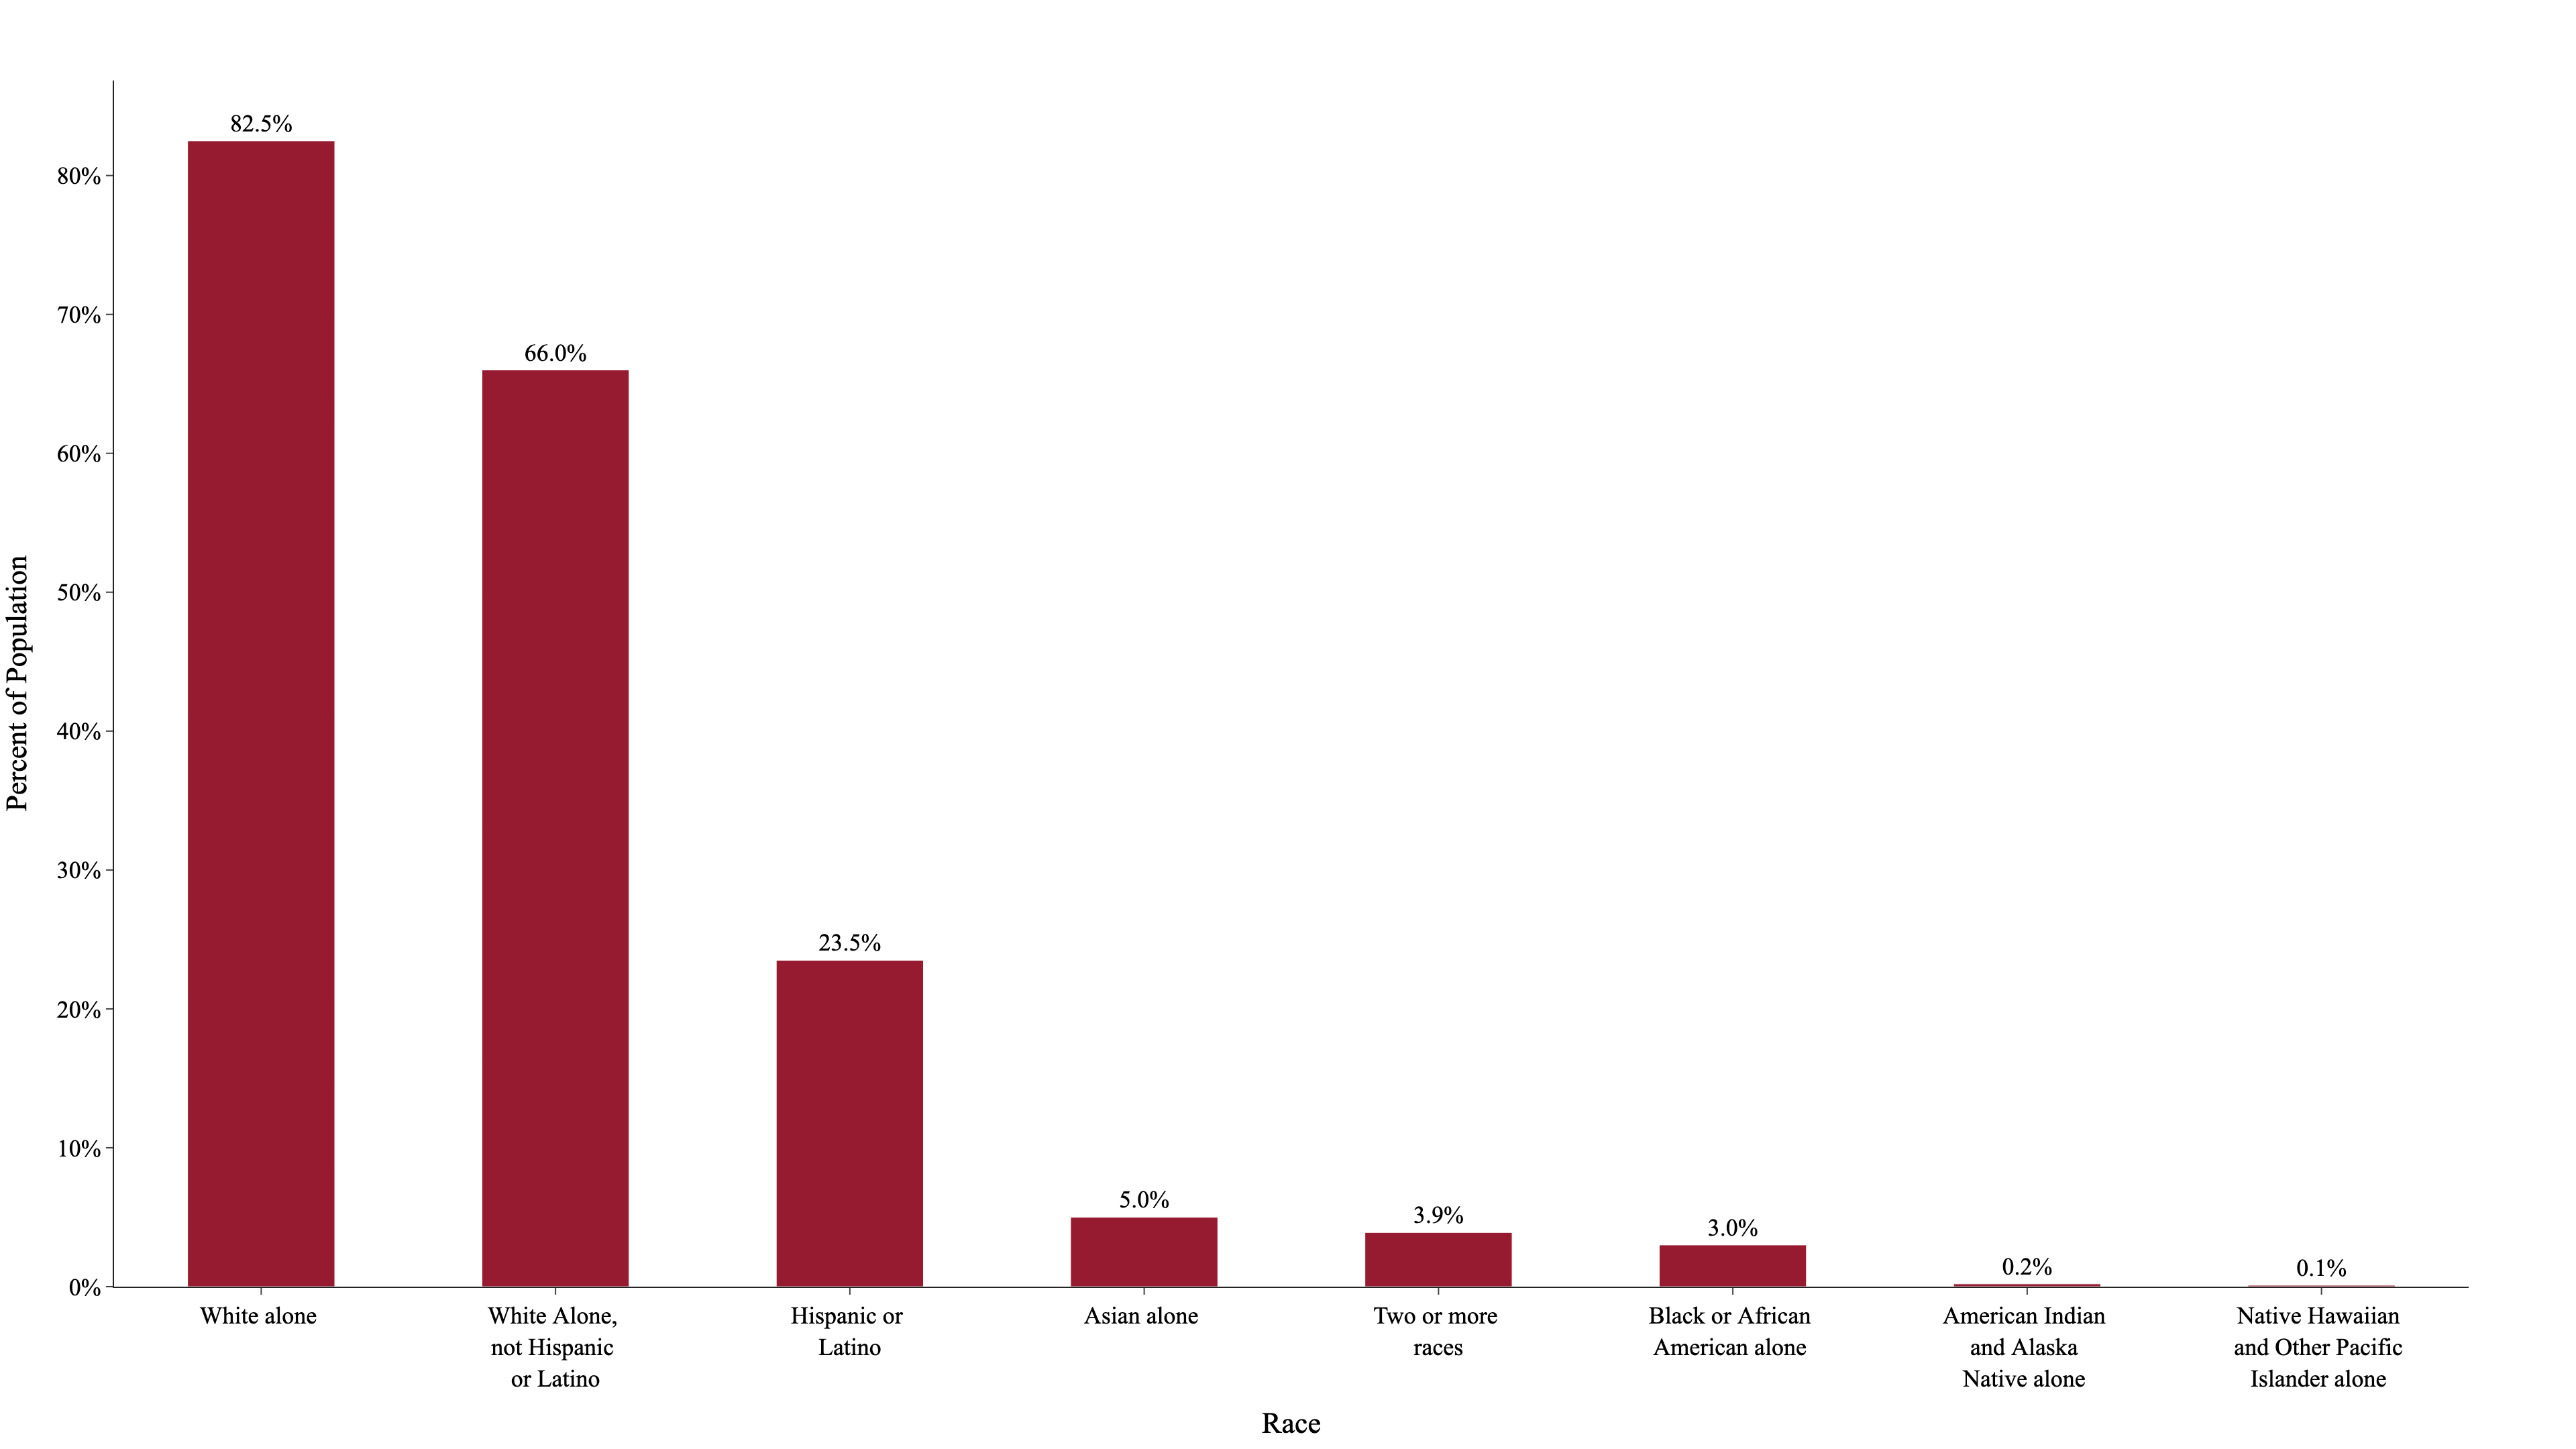 82.5%
80%
70%
66.0%
60%
50%
40%
30%
23.5%
20%
10%
5.0%
3.9%
3.0%
0.2%
0.1%
0%
Percent of Population
White alone
White Alone,
not Hispanic
or Latino
Hispanic or
Latino
Asian alone
Two or more
races
Black or African
American alone
American Indian
and Alaska
Native alone
Native Hawaiian
and Other Pacific
Islander alone
Race